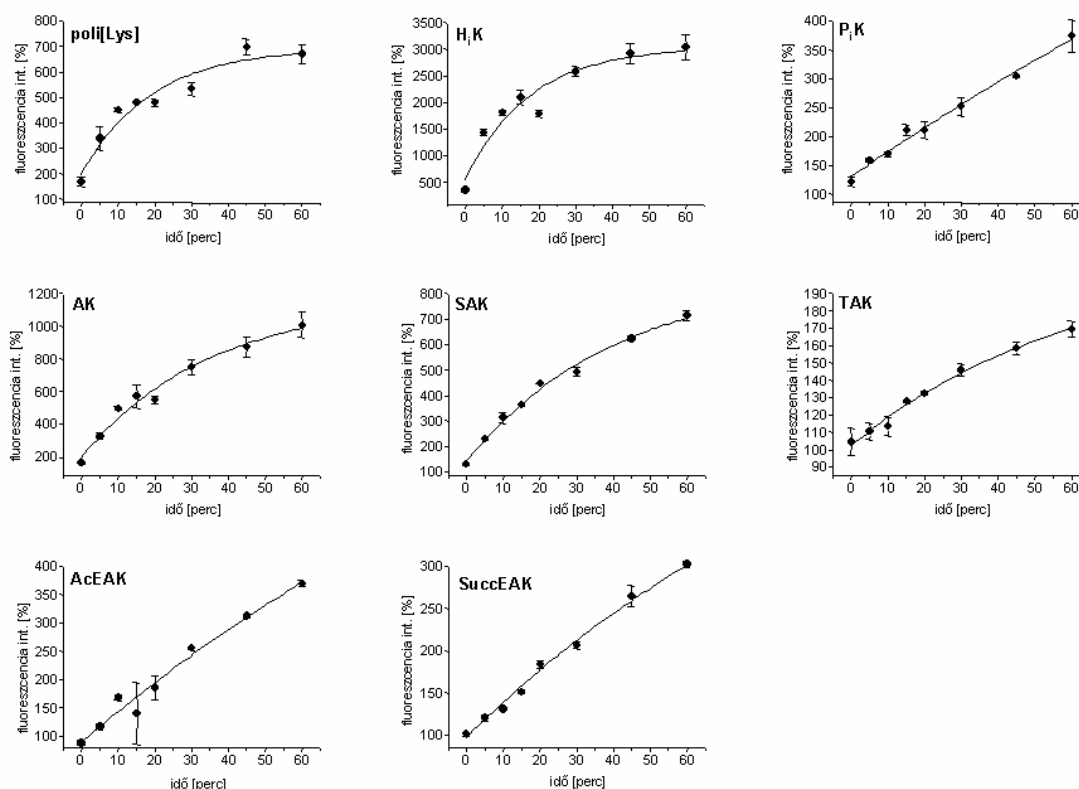 poli[Lys]
fluoreszcencia int. [%]
800
700
600
500
400
300
200
100
0 10 20 30 40 50 60
idő [perc]
HᵢK
fluoreszcencia int. [%]
3500
3000
2500
2000
1500
1000
500
0 10 20 30 40 50 60
idő [perc]
PᵢK
fluoreszcencia int. [%]
400
350
300
250
200
150
100
0 10 20 30 40 50 60
idő [perc]
AK
fluoreszcencia int. [%]
1200
1000
800
600
400
200
0 10 20 30 40 50 60
idő [perc]
SAK
fluoreszcencia int. [%]
800
700
600
500
400
300
200
100
0 10 20 30 40 50 60
idő [perc]
TAK
fluoreszcencia int. [%]
190
180
170
160
150
140
130
120
110
100
90
0 10 20 30 40 50 60
idő [perc]
AcEAK
fluoreszcencia int. [%]
400
350
300
250
200
150
100
0 10 20 30 40 50 60
idő [perc]
SuccEAK
fluoreszcencia int. [%]
300
250
200
150
100
0 10 20 30 40 50 60
idő [perc]